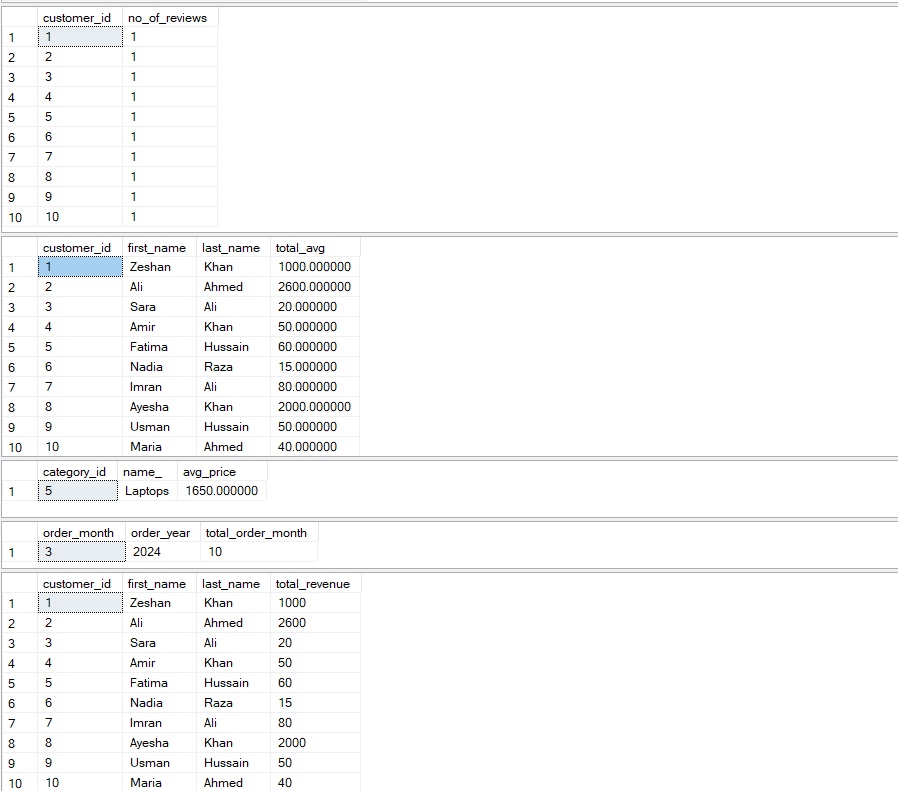 customer_id no_of_reviews
1 1 1
2 2 1
3 3 1
4 4 1
5 5 1
6 6 1
7 7 1
8 8 1
9 9 1
10 10 1
customer_id first_name last_name total_avg
1 1 Zeshan Khan 1000.000000
2 2 Ali Ahmed 2600.000000
3 3 Sara Ali 20.000000
4 4 Amir Khan 50.000000
5 5 Fatima Hussain 60.000000
6 6 Nadia Raza 15.000000
7 7 Imran Ali 80.000000
8 8 Ayesha Khan 2000.000000
9 9 Usman Hussain 50.000000
10 10 Maria Ahmed 40.000000
category_id name_ avg_price
1 5 Laptops 1650.000000
order_month order_year total_order_month
1 3 2024 10
customer_id first_name last_name total_revenue
1 1 Zeshan Khan 1000
2 2 Ali Ahmed 2600
3 3 Sara Ali 20
4 4 Amir Khan 50
5 5 Fatima Hussain 60
6 6 Nadia Raza 15
7 7 Imran Ali 80
8 8 Ayesha Khan 2000
9 9 Usman Hussain 50
10 10 Maria Ahmed 40